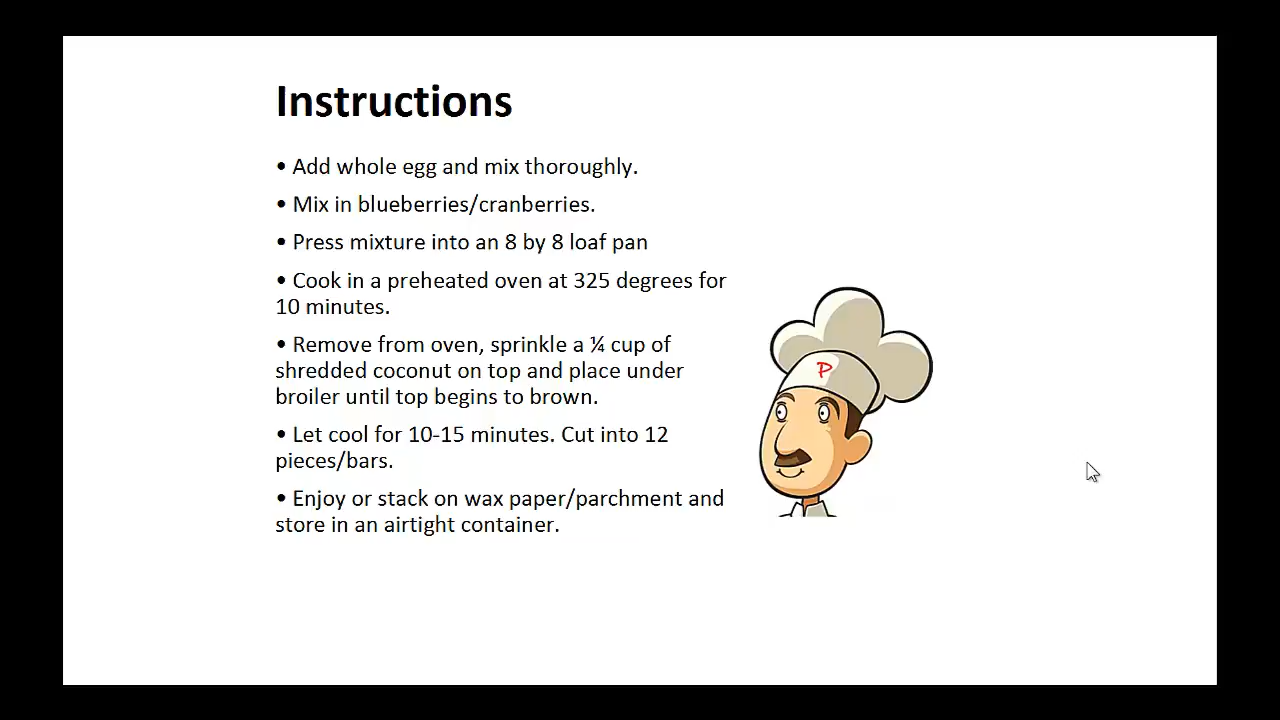 Instructions
• Add whole egg and mix thoroughly.
• Mix in blueberries/cranberries.
• Press mixture into an 8 by 8 loaf pan
• Cook in a preheated oven at 325 degrees for
10 minutes.
• Remove from oven, sprinkle a ¼ cup of
shredded coconut on top and place under
broiler until top begins to brown.
• Let cool for 10-15 minutes. Cut into 12
pieces/bars.
• Enjoy or stack on wax paper/parchment and
store in an airtight container.
P